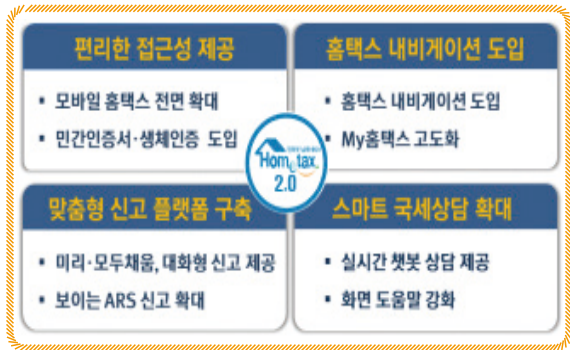 편리한 접근성 제공
▪ 모바일 홈택스 전면 확대
▪ 민간인증서·생체인증 도입
홈택스 내비게이션 도입
▪ 홈택스 내비게이션 도입
▪ My홈택스 고도화
Hometax
2.0
맞춤형 신고 플랫폼 구축
▪ 미리·모두채움, 대화형 신고 제공
▪ 보이는 ARS 신고 확대
스마트 국세상담 확대
▪ 실시간 챗봇 상담 제공
▪ 화면 도움말 강화